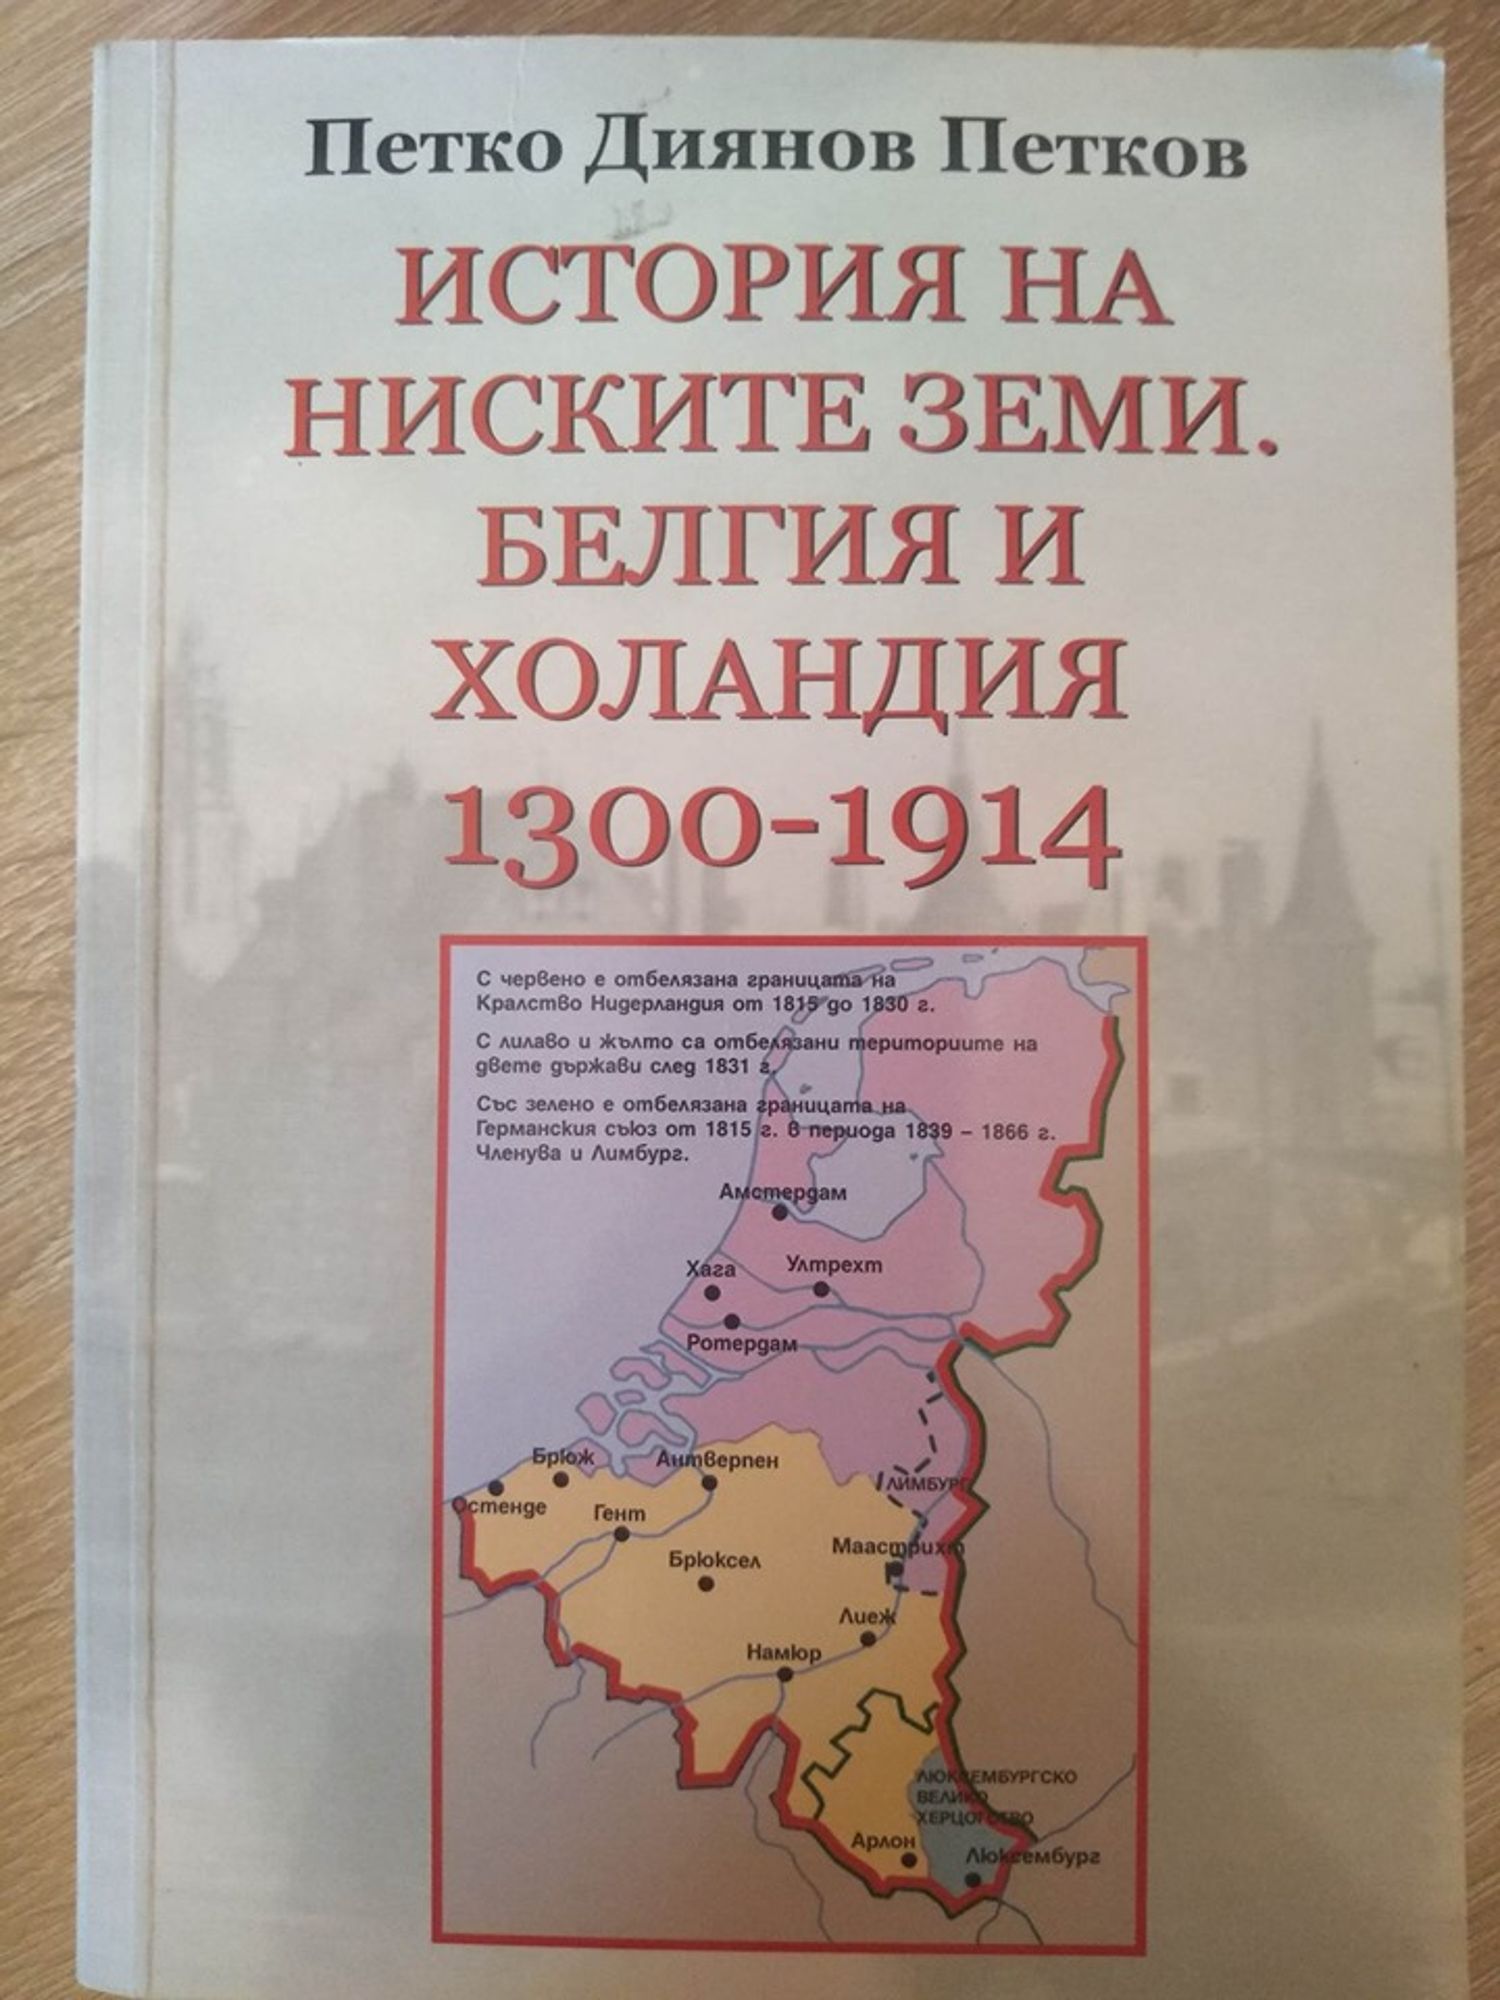 Петко Диянов Петков
ИСТОРИЯ НА
НИСКИТЕ ЗЕМИ.
БЕЛГИЯ И
ХОЛАНДИЯ
1300-1914
С червено е отбелязана границата на
Кралство Нидерландия от 1815 до 1830 г.
С лилаво и жълто са отбелязани териториите на
двете държави след 1831 г.
Със зелено е отбелязана границата на
Германския съюз от 1815 г. в периода 1839 – 1866 г.
Членува и Лимбург.
Амстердам
Хага
Ултрехт
Ротердам
Брюж
Антверпен
ЛИМБУРГ
Остенде
Гент
Маастрихт
Брюксел
Лиеж
Намюр
ЛЮКСЕМБУРГСКО
ВЕЛИКО
ХЕРЦОГСТВО
Арлон
Люксембург